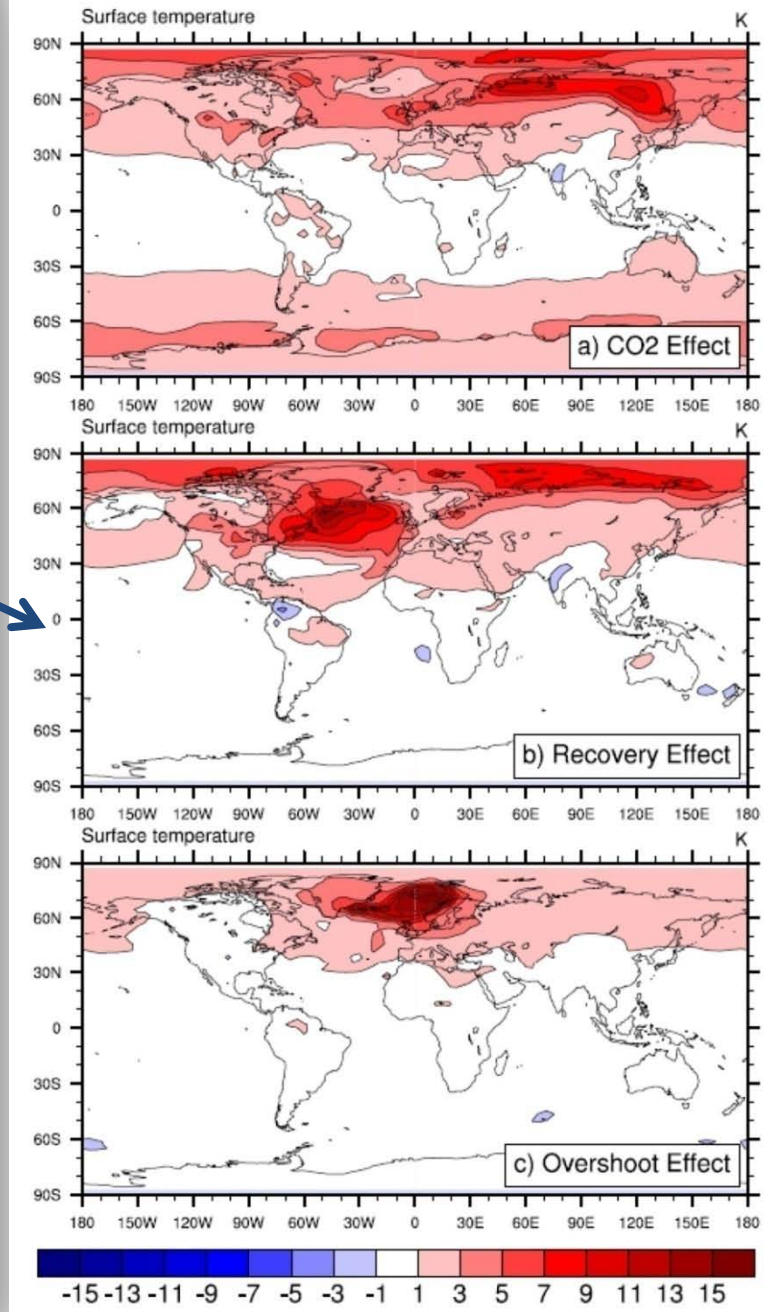 Surface temperature K
90N
60N
30N
0
30S
60S
90S
3
a) CO2 Effect
180 150W 120W 90W 60W 30W 0 30E 60E 90E 120E 150E 180
Surface temperature K
90N
60N
30N
0
30S
60S
90S
3
b) Recovery Effect
180 150W 120W 90W 60W 30W 0 30E 60E 90E 120E 150E 180
Surface temperature K
90N
60N
30N
0
30S
60S
90S
c) Overshoot Effect
180 150W 120W 90W 60W 30W 0 30E 60E 90E 120E 150E 180
-15 -13 -11 -9 -7 -5 -3 -1 1 3 5 7 9 11 13 15